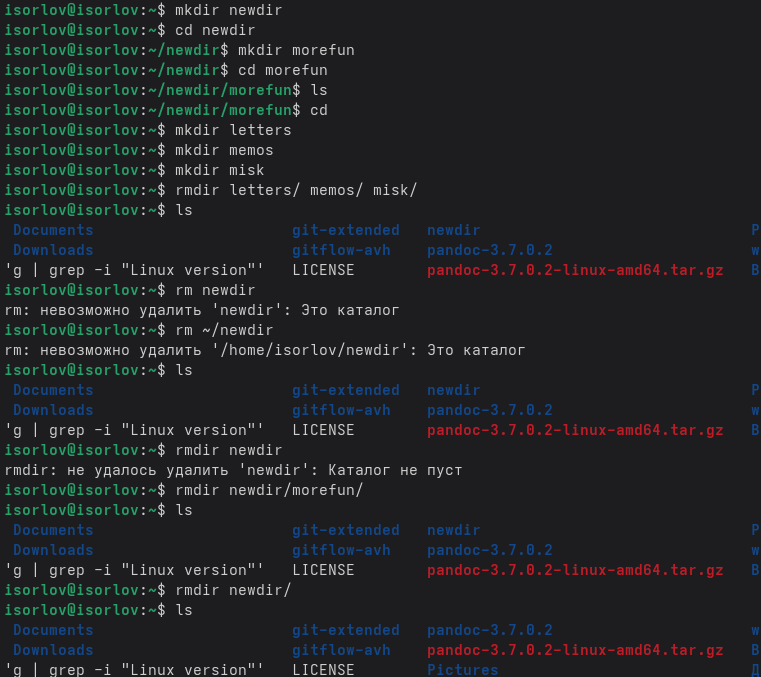 isorlov@isorlov:~$ mkdir newdir
isorlov@isorlov:~$ cd newdir
isorlov@isorlov:~/newdir$ mkdir morefun
isorlov@isorlov:~/newdir$ cd morefun
isorlov@isorlov:~/newdir/morefun$ ls
isorlov@isorlov:~/newdir/morefun$ cd
isorlov@isorlov:~$ mkdir letters
isorlov@isorlov:~$ mkdir memos
isorlov@isorlov:~$ mkdir misk
isorlov@isorlov:~$ rmdir letters/ memos/ misk/
isorlov@isorlov:~$ ls
Documents git-extended newdir P
Downloads gitflow-avh pandoc-3.7.0.2 w
'g | grep -i "Linux version"' LICENSE pandoc-3.7.0.2-linux-amd64.tar.gz В
isorlov@isorlov:~$ rm newdir
rm: невозможно удалить 'newdir': Это каталог
isorlov@isorlov:~$ rm ~/newdir
rm: невозможно удалить '/home/isorlov/newdir': Это каталог
isorlov@isorlov:~$ ls
Documents git-extended newdir P
Downloads gitflow-avh pandoc-3.7.0.2 w
'g | grep -i "Linux version"' LICENSE pandoc-3.7.0.2-linux-amd64.tar.gz В
isorlov@isorlov:~$ rmdir newdir
rmdir: не удалось удалить 'newdir': Каталог не пуст
isorlov@isorlov:~$ rmdir newdir/morefun/
isorlov@isorlov:~$ ls
Documents git-extended newdir P
Downloads gitflow-avh pandoc-3.7.0.2 w
'g | grep -i "Linux version"' LICENSE pandoc-3.7.0.2-linux-amd64.tar.gz В
isorlov@isorlov:~$ rmdir newdir/
isorlov@isorlov:~$ ls
Documents git-extended pandoc-3.7.0.2 w
Downloads gitflow-avh pandoc-3.7.0.2-linux-amd64.tar.gz В
'g | grep -i "Linux version"' LICENSE Pictures Д